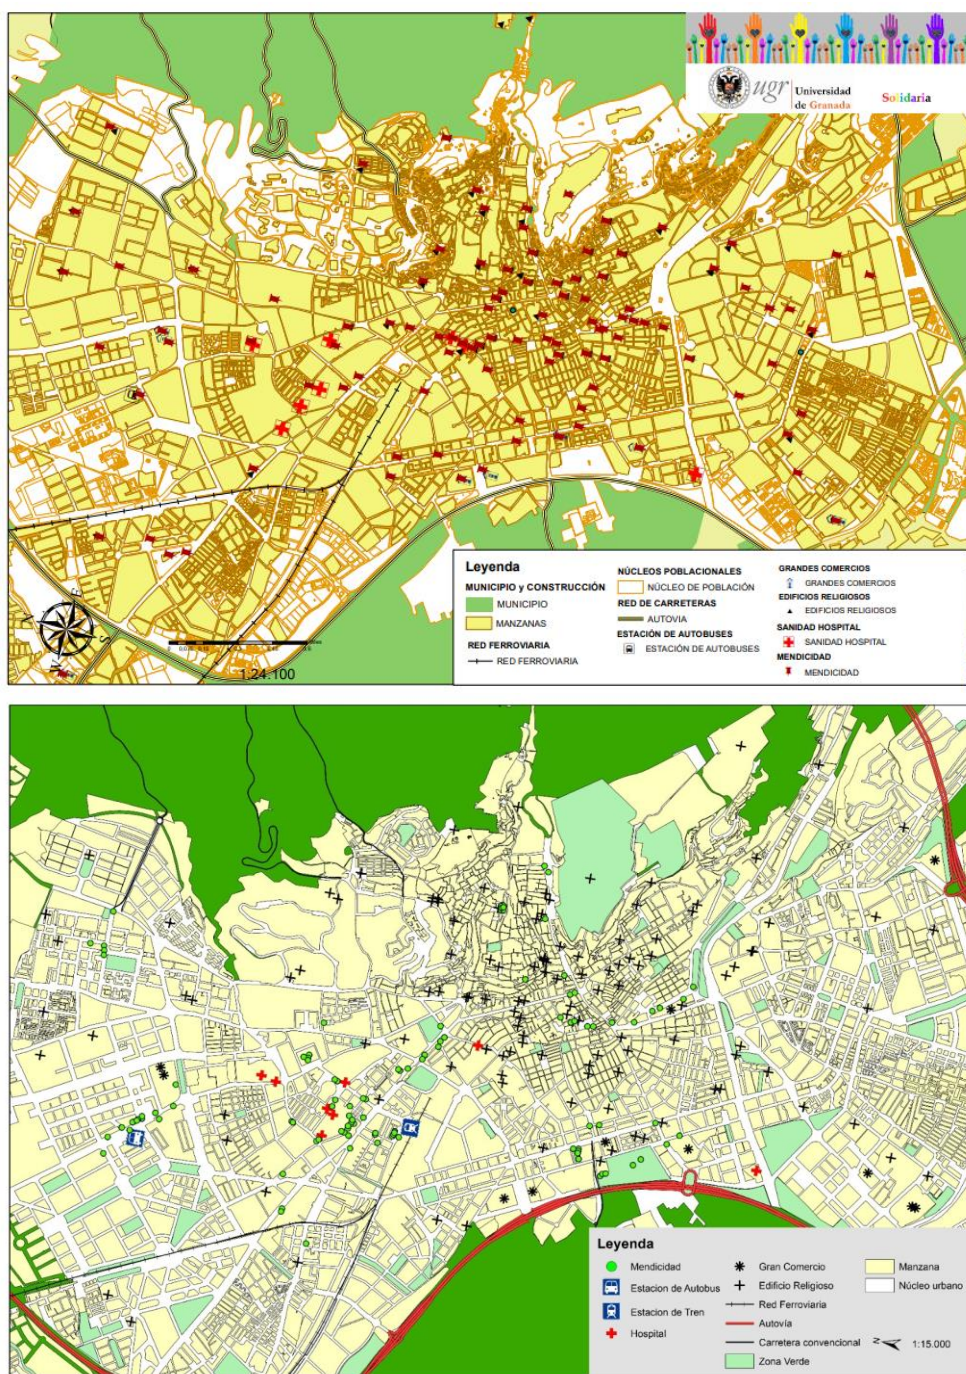 ugr
Universidad
de Granada
Solidaria
Leyenda
MUNICIPIO y CONSTRUCCIÓN
MUNICIPIO
MANZANAS
RED FERROVIARIA
RED FERROVIARIA
NÚCLEOS POBLACIONALES
NÚCLEO DE POBLACIÓN
RED DE CARRETERAS
AUTOVIA
ESTACIÓN DE AUTOBUSES
ESTACIÓN DE AUTOBUSES
GRANDES COMERCIOS
GRANDES COMERCIOS
EDIFICIOS RELIGIOSOS
EDIFICIOS RELIGIOSOS
SANIDAD HOSPITAL
SANIDAD HOSPITAL
MENDICIDAD
MENDICIDAD
N
E
S
W
1:24.100
Leyenda
Mendicidad
Estacion de Autobus
Estacion de Tren
Hospital
Gran Comercio
Edificio Religioso
Red Ferroviaria
Autovía
Carretera convencional
Zona Verde
Manzana
Núcleo urbano
N
1:15.000